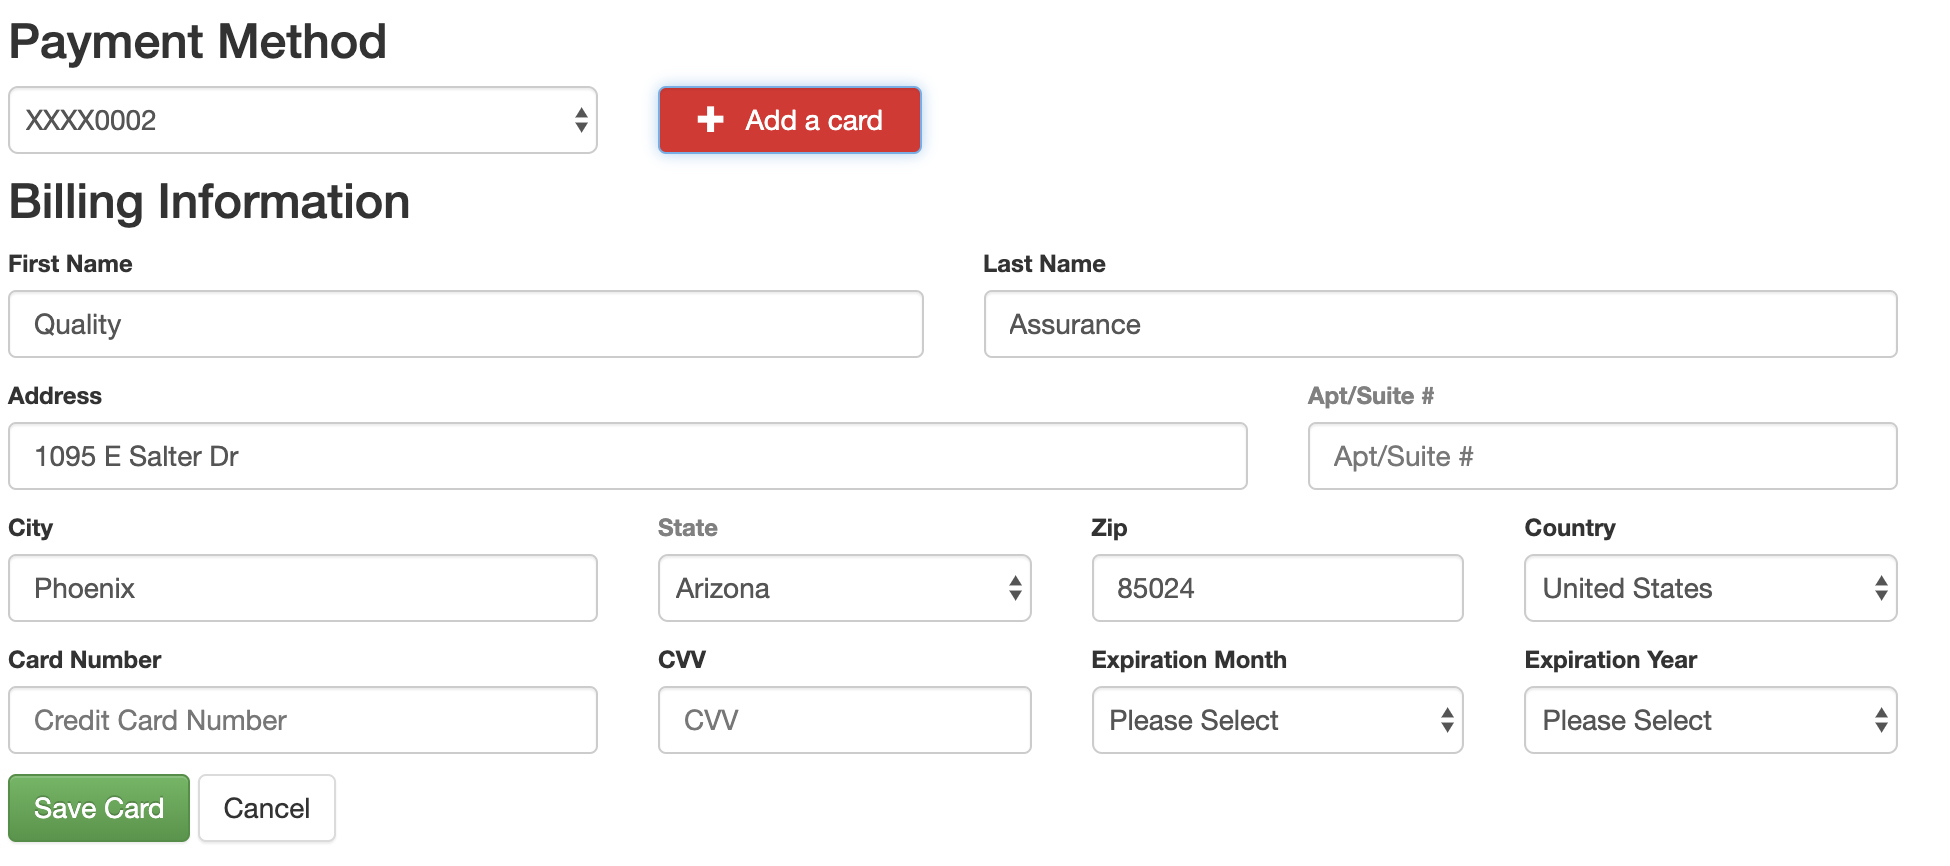 Payment Method
XXXX0002
Add a card
Billing Information
First Name Last Name
Quality Assurance
Address Apt/Suite #
1095 E Salter Dr Apt/Suite #
City State Zip Country
Phoenix Arizona 85024 United States
Card Number CVV Expiration Month Expiration Year
Credit Card Number CVV Please Select Please Select
Save Card Cancel